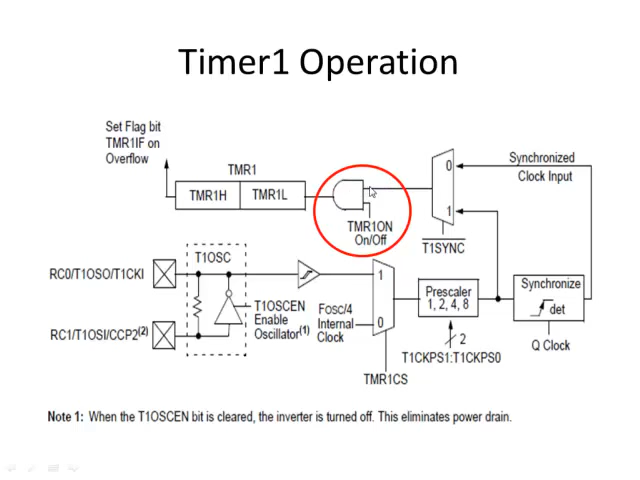 Timer1 Operation
Set Flag bit
TMR1IF on
Overflow
TMR1
TMR1H
TMR1L
TMR1ON
On/Off
0
1
T1SYNC
Synchronized
Clock Input
RC0/T1OSO/T1CKI
T1OSC
RC1/T1OSI/CCP2(2)
T1OSCEN
Enable
Oscillator(1)
FOSC/4
Internal
Clock
1
0
TMR1CS
Prescaler
1, 2, 4, 8
2
T1CKPS1:T1CKPS0
Synchronize
det
Q Clock
Note 1: When the T1OSCEN bit is cleared, the inverter is turned off. This eliminates power drain.